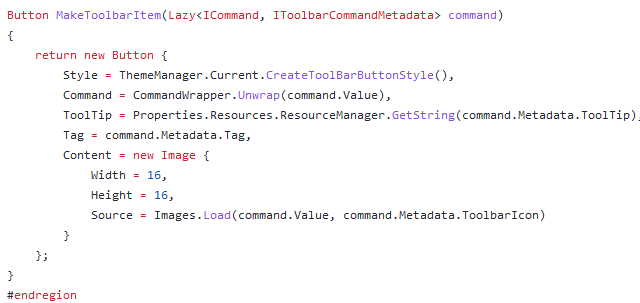 Button MakeToolbarItem(Lazy<ICommand, IToolbarCommandMetadata> command)
{
    return new Button {
        Style = ThemeManager.Current.CreateToolBarButtonStyle(),
        Command = CommandWrapper.Unwrap(command.Value),
        ToolTip = Properties.Resources.ResourceManager.GetString(command.Metadata.ToolTip),
        Tag = command.Metadata.Tag,
        Content = new Image {
            Width = 16,
            Height = 16,
            Source = Images.Load(command.Value, command.Metadata.ToolbarIcon)
        }
    };
}
#endregion